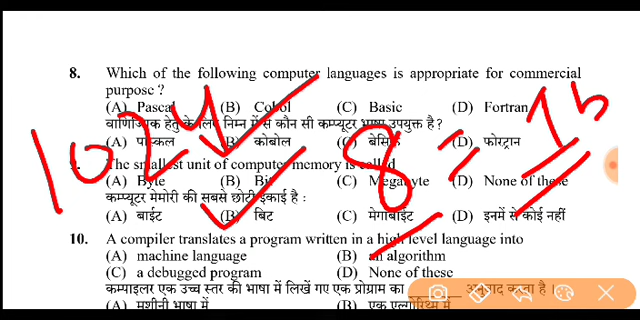 8. Which of the following computer languages is appropriate for commercial
purpose ?
(A) Pascal (B) Cobol (C) Basic (D) Fortran
वाणिज्यिक हेतु के लिए निम्न में से कौन सी कम्प्यूटर भाषा उपयुक्त है?
(A) पास्कल (B) कोबोल (C) बेसिक (D) फोरट्रान
The smallest unit of computer memory is called
(A) Byte (B) Bit (C) Megabyte (D) None of these
कम्प्यूटर मेमोरी की सबसे छोटी इकाई है :
(A) बाईट (B) बिट (C) मेगाबाईट (D) इनमें से कोई नहीं
10. A compiler translates a program written in a high level language into
(A) machine language (B) an algorithm
(C) a debugged program (D) None of these
कम्पाइलर एक उच्च स्तर की भाषा में लिखें गए एक प्रोग्राम का अनुवाद करता है ।
(A) मशीनी भाषा में (B) एक एल्गोरिथ्म में
1024
8 =